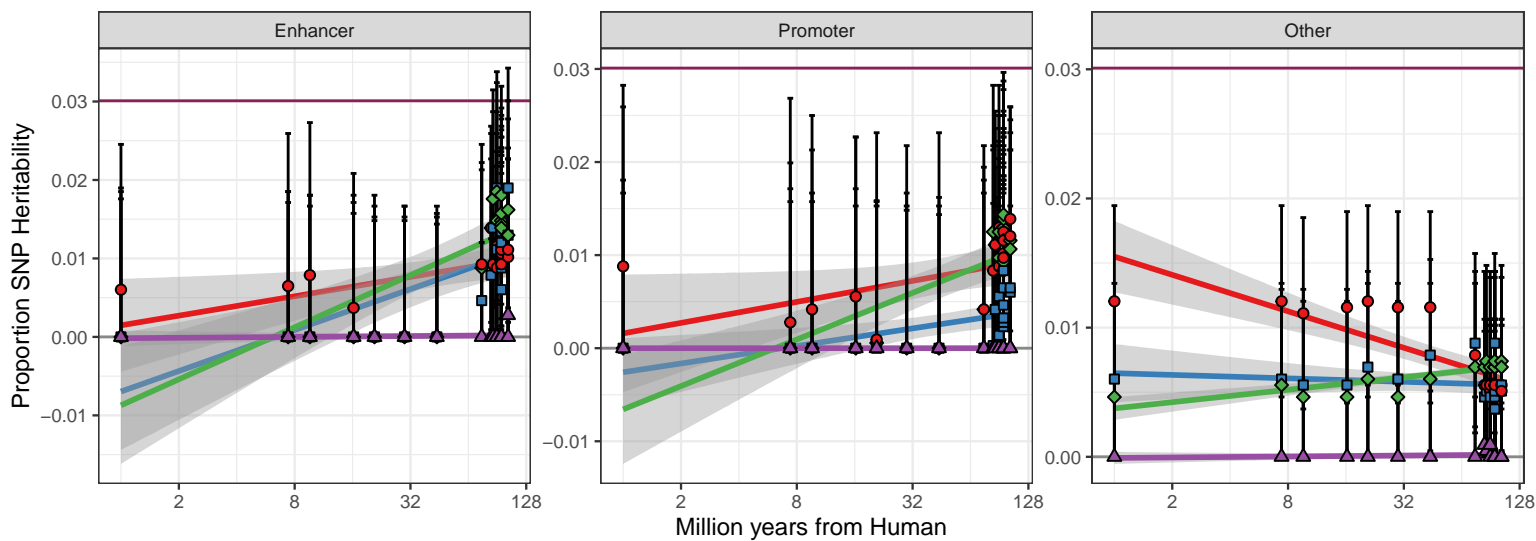 Enhancer
Promoter
Other
Proportion SNP Heritability
0.03
0.02
0.01
0.00
−0.01
0.03
0.02
0.01
0.00
−0.01
0.03
0.02
0.01
0.00
2 8 32 128
2 8 32 128
2 8 32 128
Million years from Human